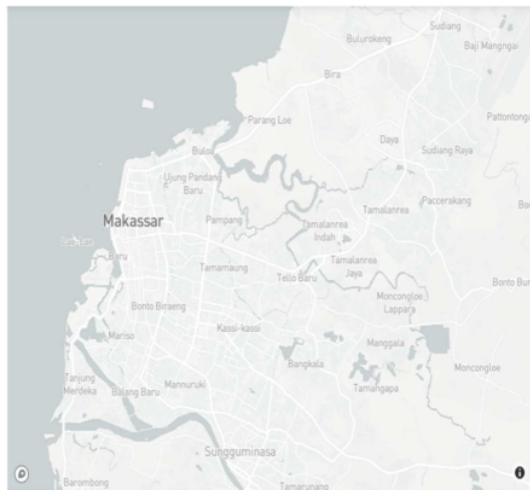 Sudiang
Bulurokeng
Baji Mangngai
Bira
Parang Loe
Pattontonga
Daya
Buloa
Sudiang Raya
Ujung Pandang
Baru
Paccerakang
Makassar
Pampang
Tamalanrea
Tamalanrea
Indah
Lae-Lae
Baru
Tamamaung
Tamalanrea
Jaya
Tello Baru
Bonto Bun
Bonto Biraeng
Moncongloe
Lappara
Mariso
Kassi-kassi
Manggala
Bangkala
Moncongloe
Tanjung
Merdeka
Balang Baru
Mannuruki
Tamangapa
Sungguminasa
Barombong
Tamarunang